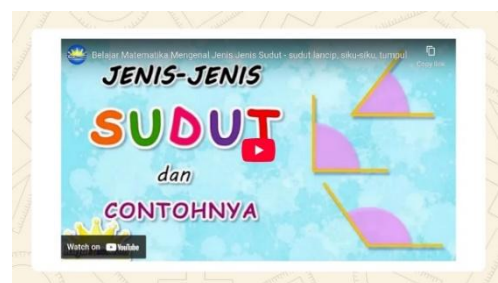 Belajar Matematika Mengenal Jenis Jenis Sudut - sudut lancip, siku-siku, tumpul
Copy link
JENIS-JENIS
SUDUT
dan
CONTOHNYA
Watch on YouTube